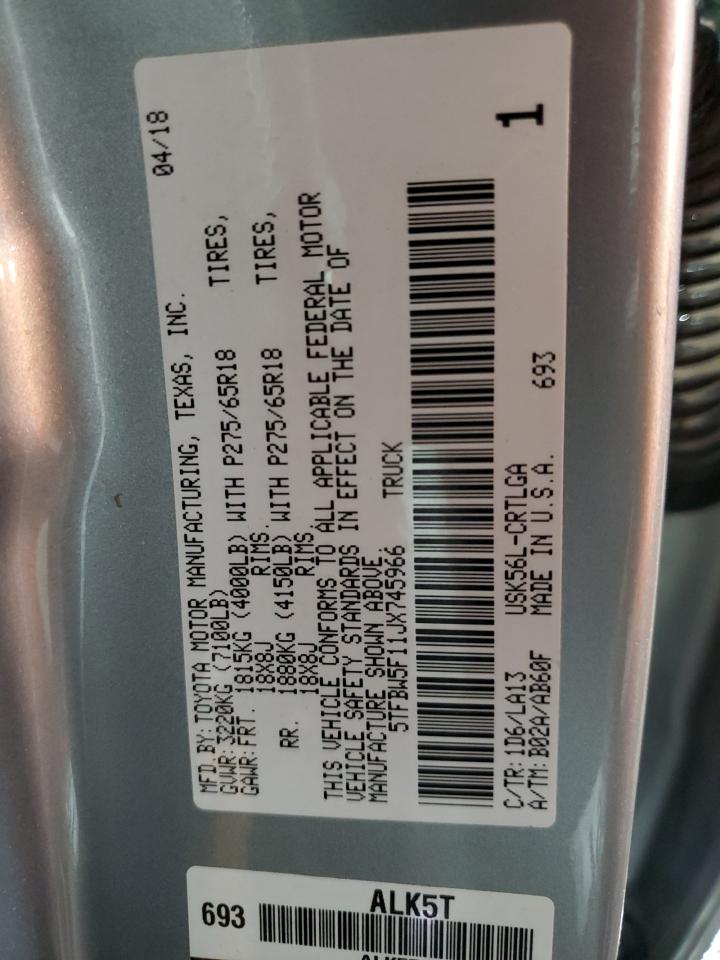 MFD BY: TOYOTA MOTOR MANUFACTURING, TEXAS, INC. 04/18
GVWR: 3220KG (7100LB)
GAWR: FRT. 1815KG (4000LB) WITH P275/65R18 TIRES,
18X8J RIMS,
RR. 1880KG (4150LB) WITH P275/65R18 TIRES,
18X8J RIMS.
THIS VEHICLE CONFORMS TO ALL APPLICABLE FEDERAL MOTOR
VEHICLE SAFETY STANDARDS IN EFFECT ON THE DATE OF
MANUFACTURE SHOWN ABOVE.
5TFBW5F11JX745966 TRUCK
1
C/TR: 1D6/LA13 USK56L-CRTLGA
A/TM: B02A/AB60F MADE IN U.S.A. 693
693 ALK5T